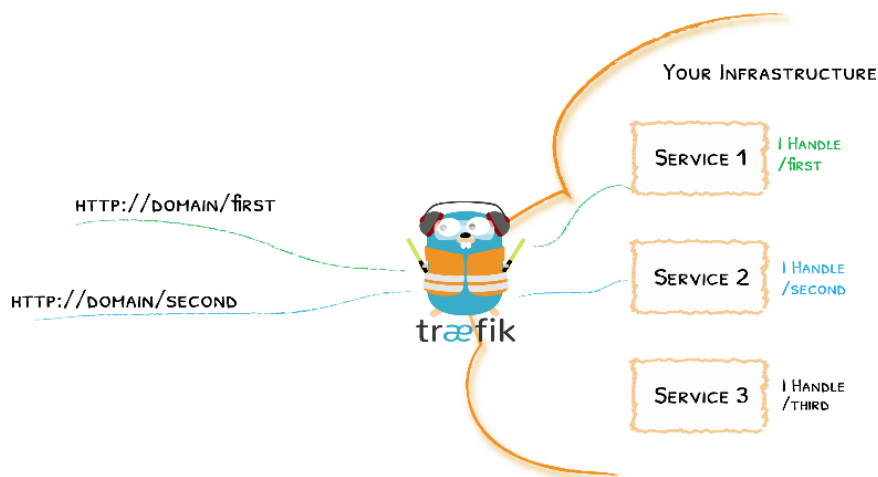 Your Infrastructure
Service 1
I Handle
/first
http://domain/first
Service 2
I Handle
/second
http://domain/second
træfik
Service 3
I Handle
/third